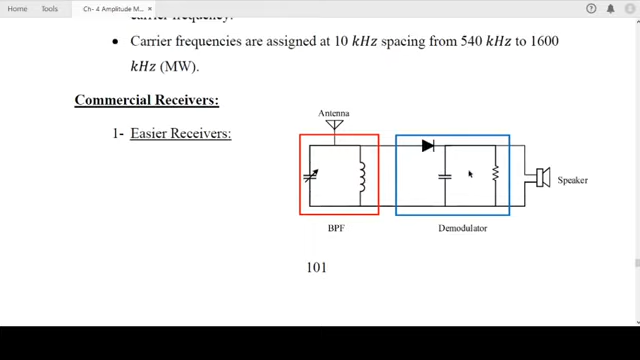 Home Tools Ch- 4 Amplitude M... ×
carrier frequency.
• Carrier frequencies are assigned at 10 kHz spacing from 540 kHz to 1600
kHz (MW).
Commercial Receivers:
1- Easier Receivers:
Antenna
Speaker
BPF Demodulator
101